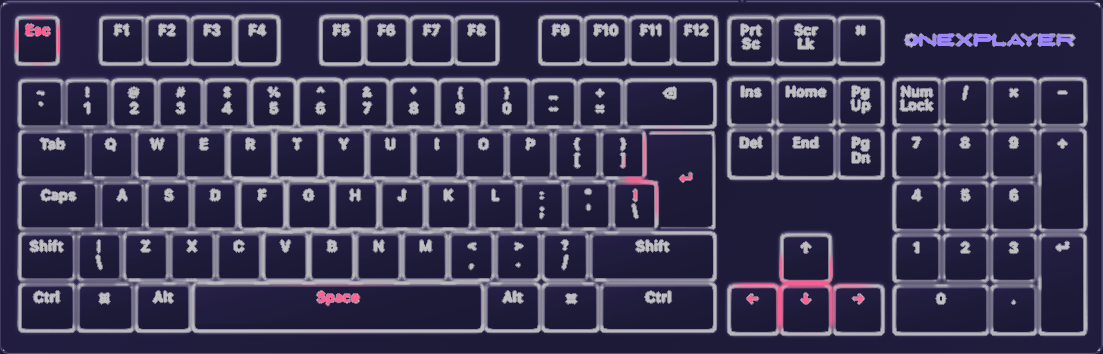 Esc F1 F2 F3 F4 F5 F6 F7 F8 F9 F10 F11 F12 Prt Sc Scr Lk ONEXPLAYER
~ ` ! 1 @ 2 # 3 $ 4 % 5 ^ 6 & 7 * 8 ( 9 ) 0 _ - + = Ins Home Pg Up Num Lock / × -
Tab Q W E R T Y U I O P { [ } ] Del End Pg Dn 7 8 9 +
Caps A S D F G H J K L : ; | \ ↵ 4 5 6
Shift | \ Z X C V B N M < , > . ? / Shift ↑ 1 2 3 ↵
Ctrl ⌘ Alt Space Alt ⌘ Ctrl ← ↓ → 0 .